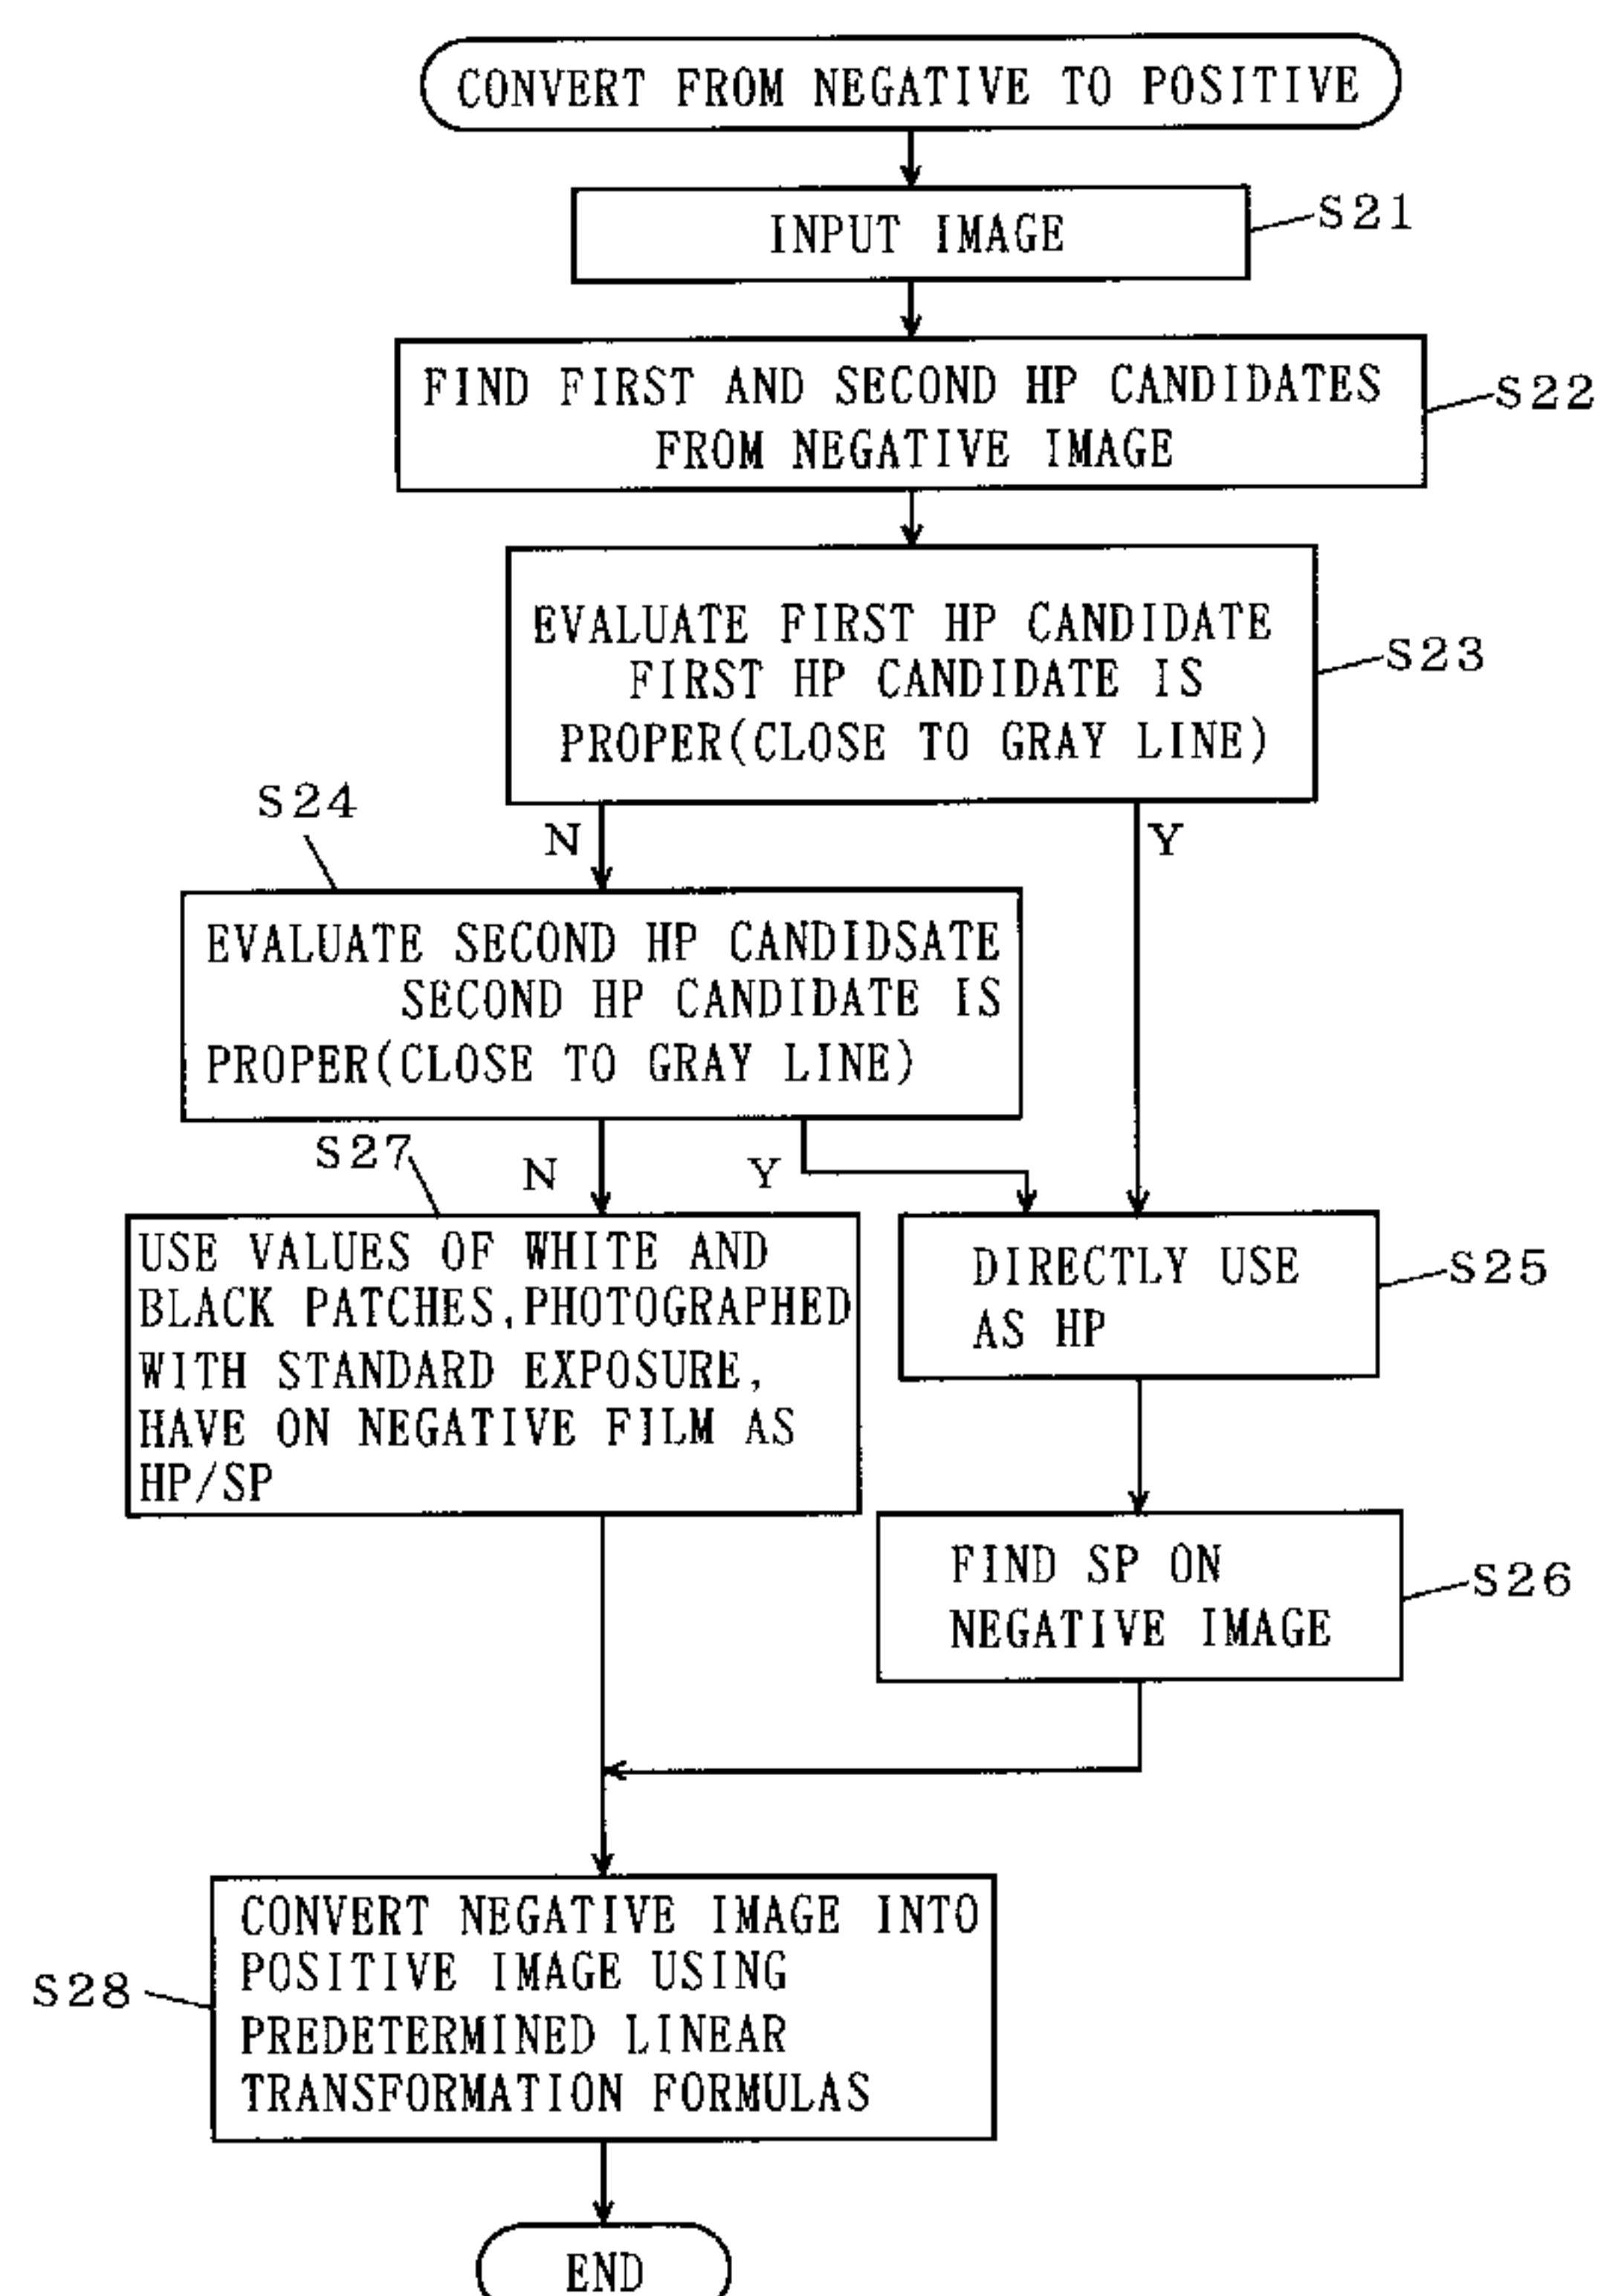 CONVERT FROM NEGATIVE TO POSITIVE
INPUT IMAGE
S21
FIND FIRST AND SECOND HP CANDIDATES
FROM NEGATIVE IMAGE
S22
EVALUATE FIRST HP CANDIDATE
FIRST HP CANDIDATE IS
PROPER(CLOSE TO GRAY LINE)
S23
S24
N
Y
EVALUATE SECOND HP CANDIDSATE
SECOND HP CANDIDATE IS
PROPER(CLOSE TO GRAY LINE)
S27
N
Y
USE VALUES OF WHITE AND
BLACK PATCHES,PHOTOGRAPHED
WITH STANDARD EXPOSURE,
HAVE ON NEGATIVE FILM AS
HP/SP
DIRECTLY USE
AS HP
S25
FIND SP ON
NEGATIVE IMAGE
S26
CONVERT NEGATIVE IMAGE INTO
POSITIVE IMAGE USING
PREDETERMINED LINEAR
TRANSFORMATION FORMULAS
S28
END